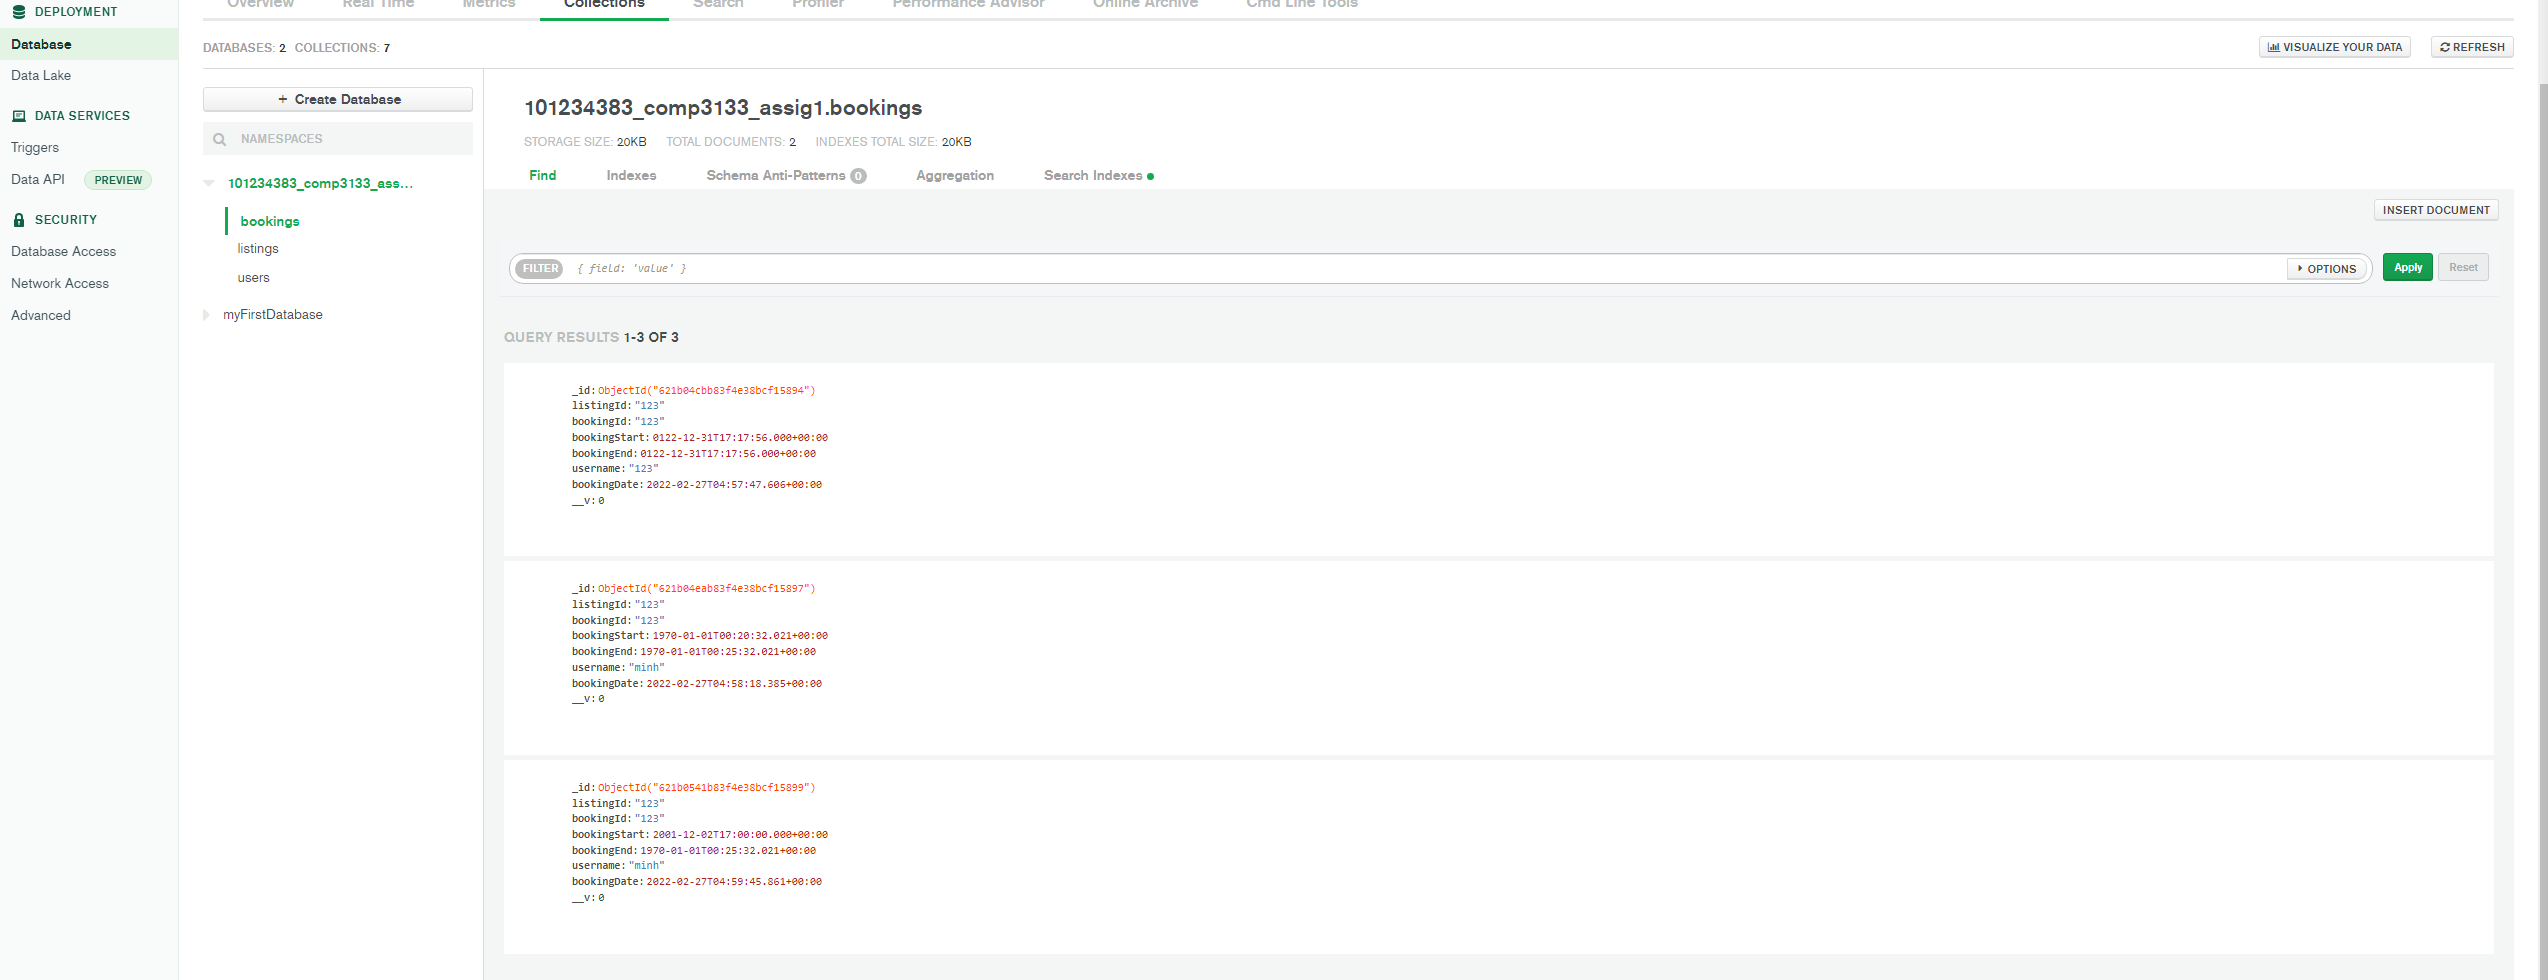 Overview Real Time Metrics Collections Search Profiler Performance Advisor Online Archive Cmd Line Tools
DEPLOYMENT
Database
Data Lake
DATA SERVICES
Triggers
Data API PREVIEW
SECURITY
Database Access
Network Access
Advanced
DATABASES: 2 COLLECTIONS: 7
VISUALIZE YOUR DATA REFRESH
+ Create Database
NAMESPACES
101234383_comp3133_ass...
bookings
listings
users
myFirstDatabase
101234383_comp3133_assig1.bookings
STORAGE SIZE: 20KB TOTAL DOCUMENTS: 2 INDEXES TOTAL SIZE: 20KB
Find Indexes Schema Anti-Patterns 0 Aggregation Search Indexes
INSERT DOCUMENT
FILTER { field: 'value' } OPTIONS Apply Reset
QUERY RESULTS 1-3 OF 3
_id: ObjectId("621b04cbb83f4e38bcf15894")
listingId: "123"
bookingId: "123"
bookingStart: 0122-12-31T17:17:56.000+00:00
bookingEnd: 0122-12-31T17:17:56.000+00:00
username: "123"
bookingDate: 2022-02-27T04:57:47.606+00:00
__v: 0
_id: ObjectId("621b04eab83f4e38bcf15897")
listingId: "123"
bookingId: "123"
bookingStart: 1970-01-01T00:20:32.021+00:00
bookingEnd: 1970-01-01T00:25:32.021+00:00
username: "minh"
bookingDate: 2022-02-27T04:58:18.385+00:00
__v: 0
_id: ObjectId("621b0541b83f4e38bcf15899")
listingId: "123"
bookingId: "123"
bookingStart: 2001-12-02T17:00:00.000+00:00
bookingEnd: 1970-01-01T00:25:32.021+00:00
username: "minh"
bookingDate: 2022-02-27T04:59:45.861+00:00
__v: 0